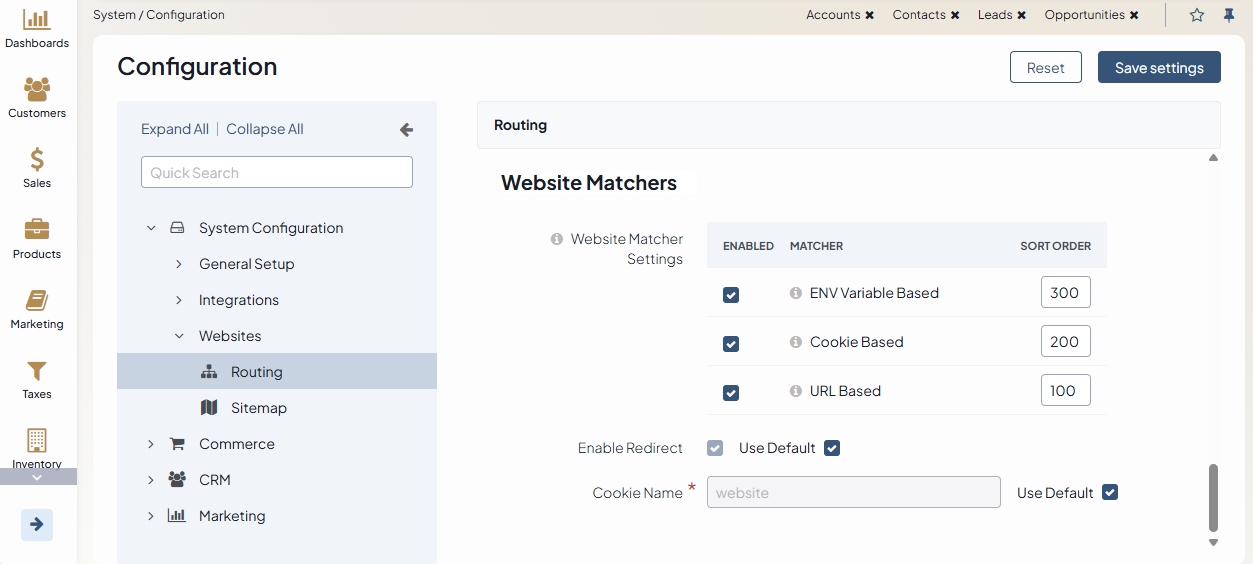 System / Configuration
Accounts ✖ Contacts ✖ Leads ✖ Opportunities ✖
Dashboards
Customers
Sales
Products
Marketing
Taxes
Inventory
Configuration
Reset
Save settings
Expand All | Collapse All
Quick Search
System Configuration
General Setup
Integrations
Websites
Routing
Sitemap
Commerce
CRM
Marketing
Routing
Website Matchers
Website Matcher
Settings
ENABLED MATCHER SORT ORDER
ENV Variable Based 300
Cookie Based 200
URL Based 100
Enable Redirect Use Default
Cookie Name * website Use Default